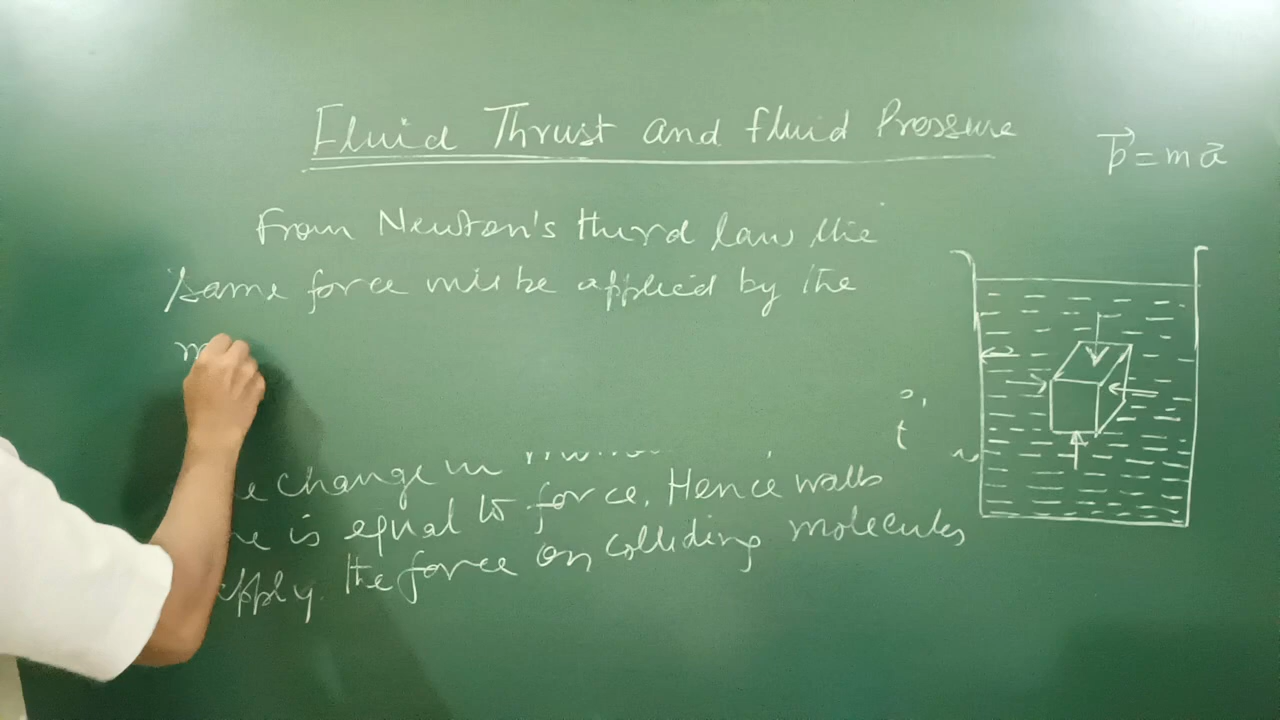 Fluid Thrust and fluid Pressure
p⃗ = m a⃗
From Newton's third law the
same force will be applied by the
m
change in
is equal to force. Hence walls
apply the force on colliding molecules